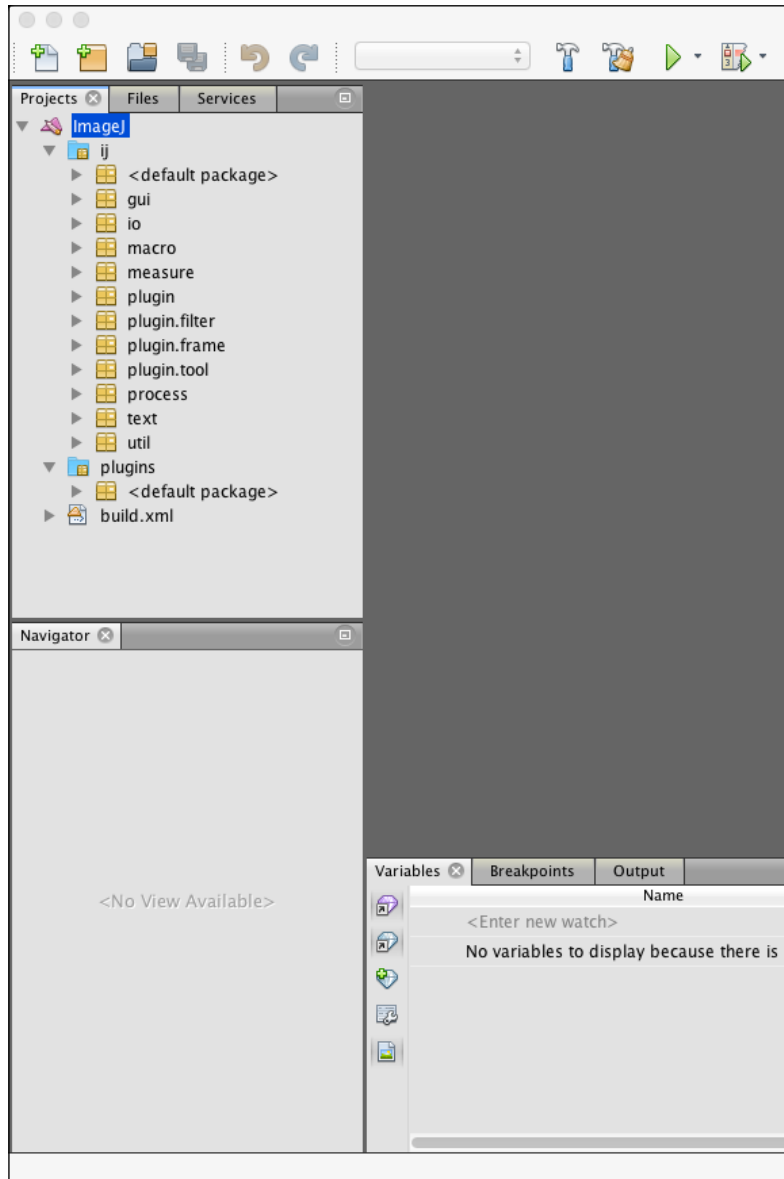 Projects Files Services
ImageJ
ij
<default package>
gui
io
macro
measure
plugin
plugin.filter
plugin.frame
plugin.tool
process
text
util
plugins
<default package>
build.xml
Navigator
<No View Available>
Variables Breakpoints Output
Name
<Enter new watch>
No variables to display because there is